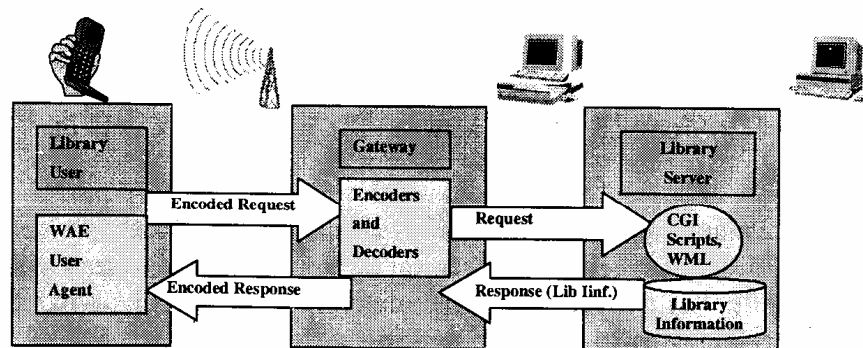 Library
User
WAE
User
Agent
Encoded Request
Encoded Response
Gateway
Encoders
and
Decoders
Request
Response (Lib Iinf.)
Library
Server
CGI
Scripts,
WML
Library
Information